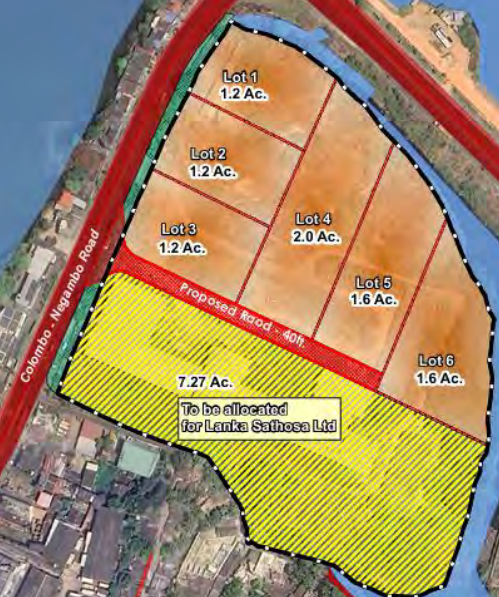 Lot 1
1.2 Ac.
Lot 2
1.2 Ac.
Lot 3
1.2 Ac.
Lot 4
2.0 Ac.
Lot 5
1.6 Ac.
Lot 6
1.6 Ac.
Colombo - Negambo Road
Proposed Raod - 40ft.
7.27 Ac.
To be allocated
for Lanka Sathosa Ltd